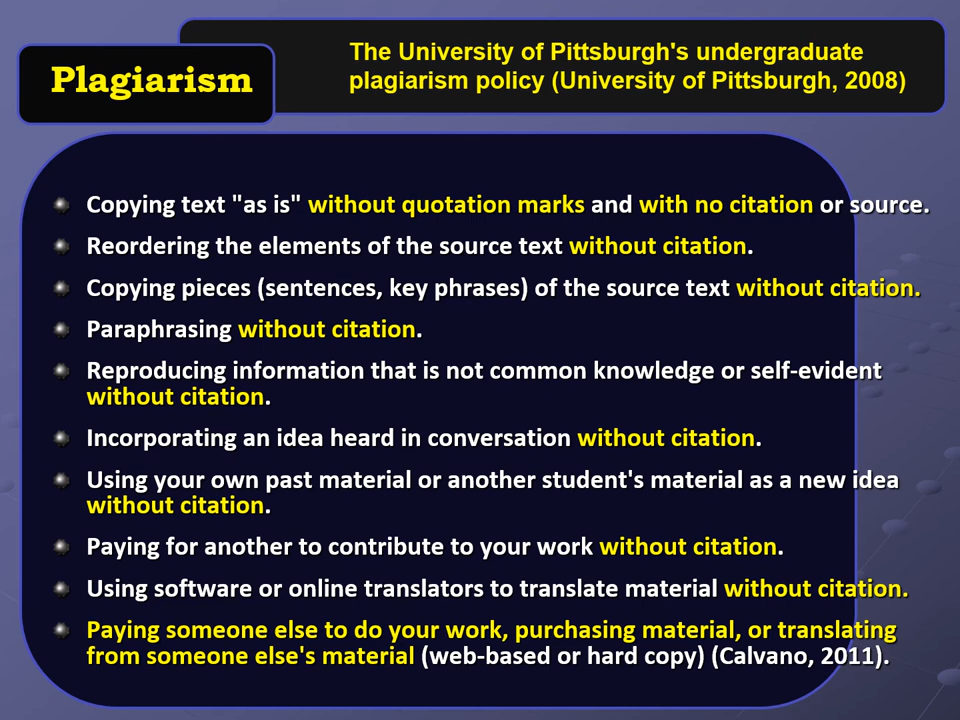 Plagiarism
The University of Pittsburgh's undergraduate
plagiarism policy (University of Pittsburgh, 2008)
Copying text "as is" without quotation marks and with no citation or source.
Reordering the elements of the source text without citation.
Copying pieces (sentences, key phrases) of the source text without citation.
Paraphrasing without citation.
Reproducing information that is not common knowledge or self-evident
without citation.
Incorporating an idea heard in conversation without citation.
Using your own past material or another student's material as a new idea
without citation.
Paying for another to contribute to your work without citation.
Using software or online translators to translate material without citation.
Paying someone else to do your work, purchasing material, or translating
from someone else's material (web-based or hard copy) (Calvano, 2011).